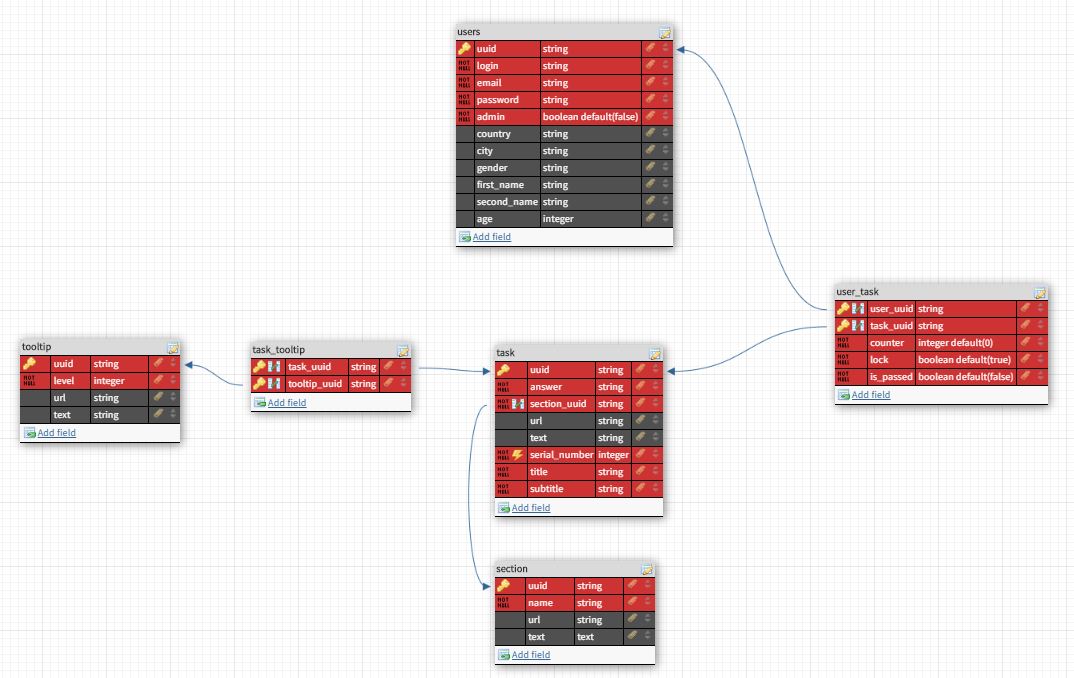 users
uuid string
NOT NULL login string
NOT NULL email string
NOT NULL password string
NOT NULL admin boolean default(false)
country string
city string
gender string
first_name string
second_name string
age integer
Add field
user_task
user_uuid string
task_uuid string
NOT NULL counter integer default(0)
NOT NULL lock boolean default(true)
NOT NULL is_passed boolean default(false)
Add field
tooltip
uuid string
NOT NULL level integer
url string
text string
Add field
task_tooltip
task_uuid string
tooltip_uuid string
Add field
task
uuid string
NOT NULL answer string
NOT NULL section_uuid string
url string
text string
NOT NULL serial_number integer
NOT NULL title string
NOT NULL subtitle string
Add field
section
uuid string
NOT NULL name string
url string
text text
Add field